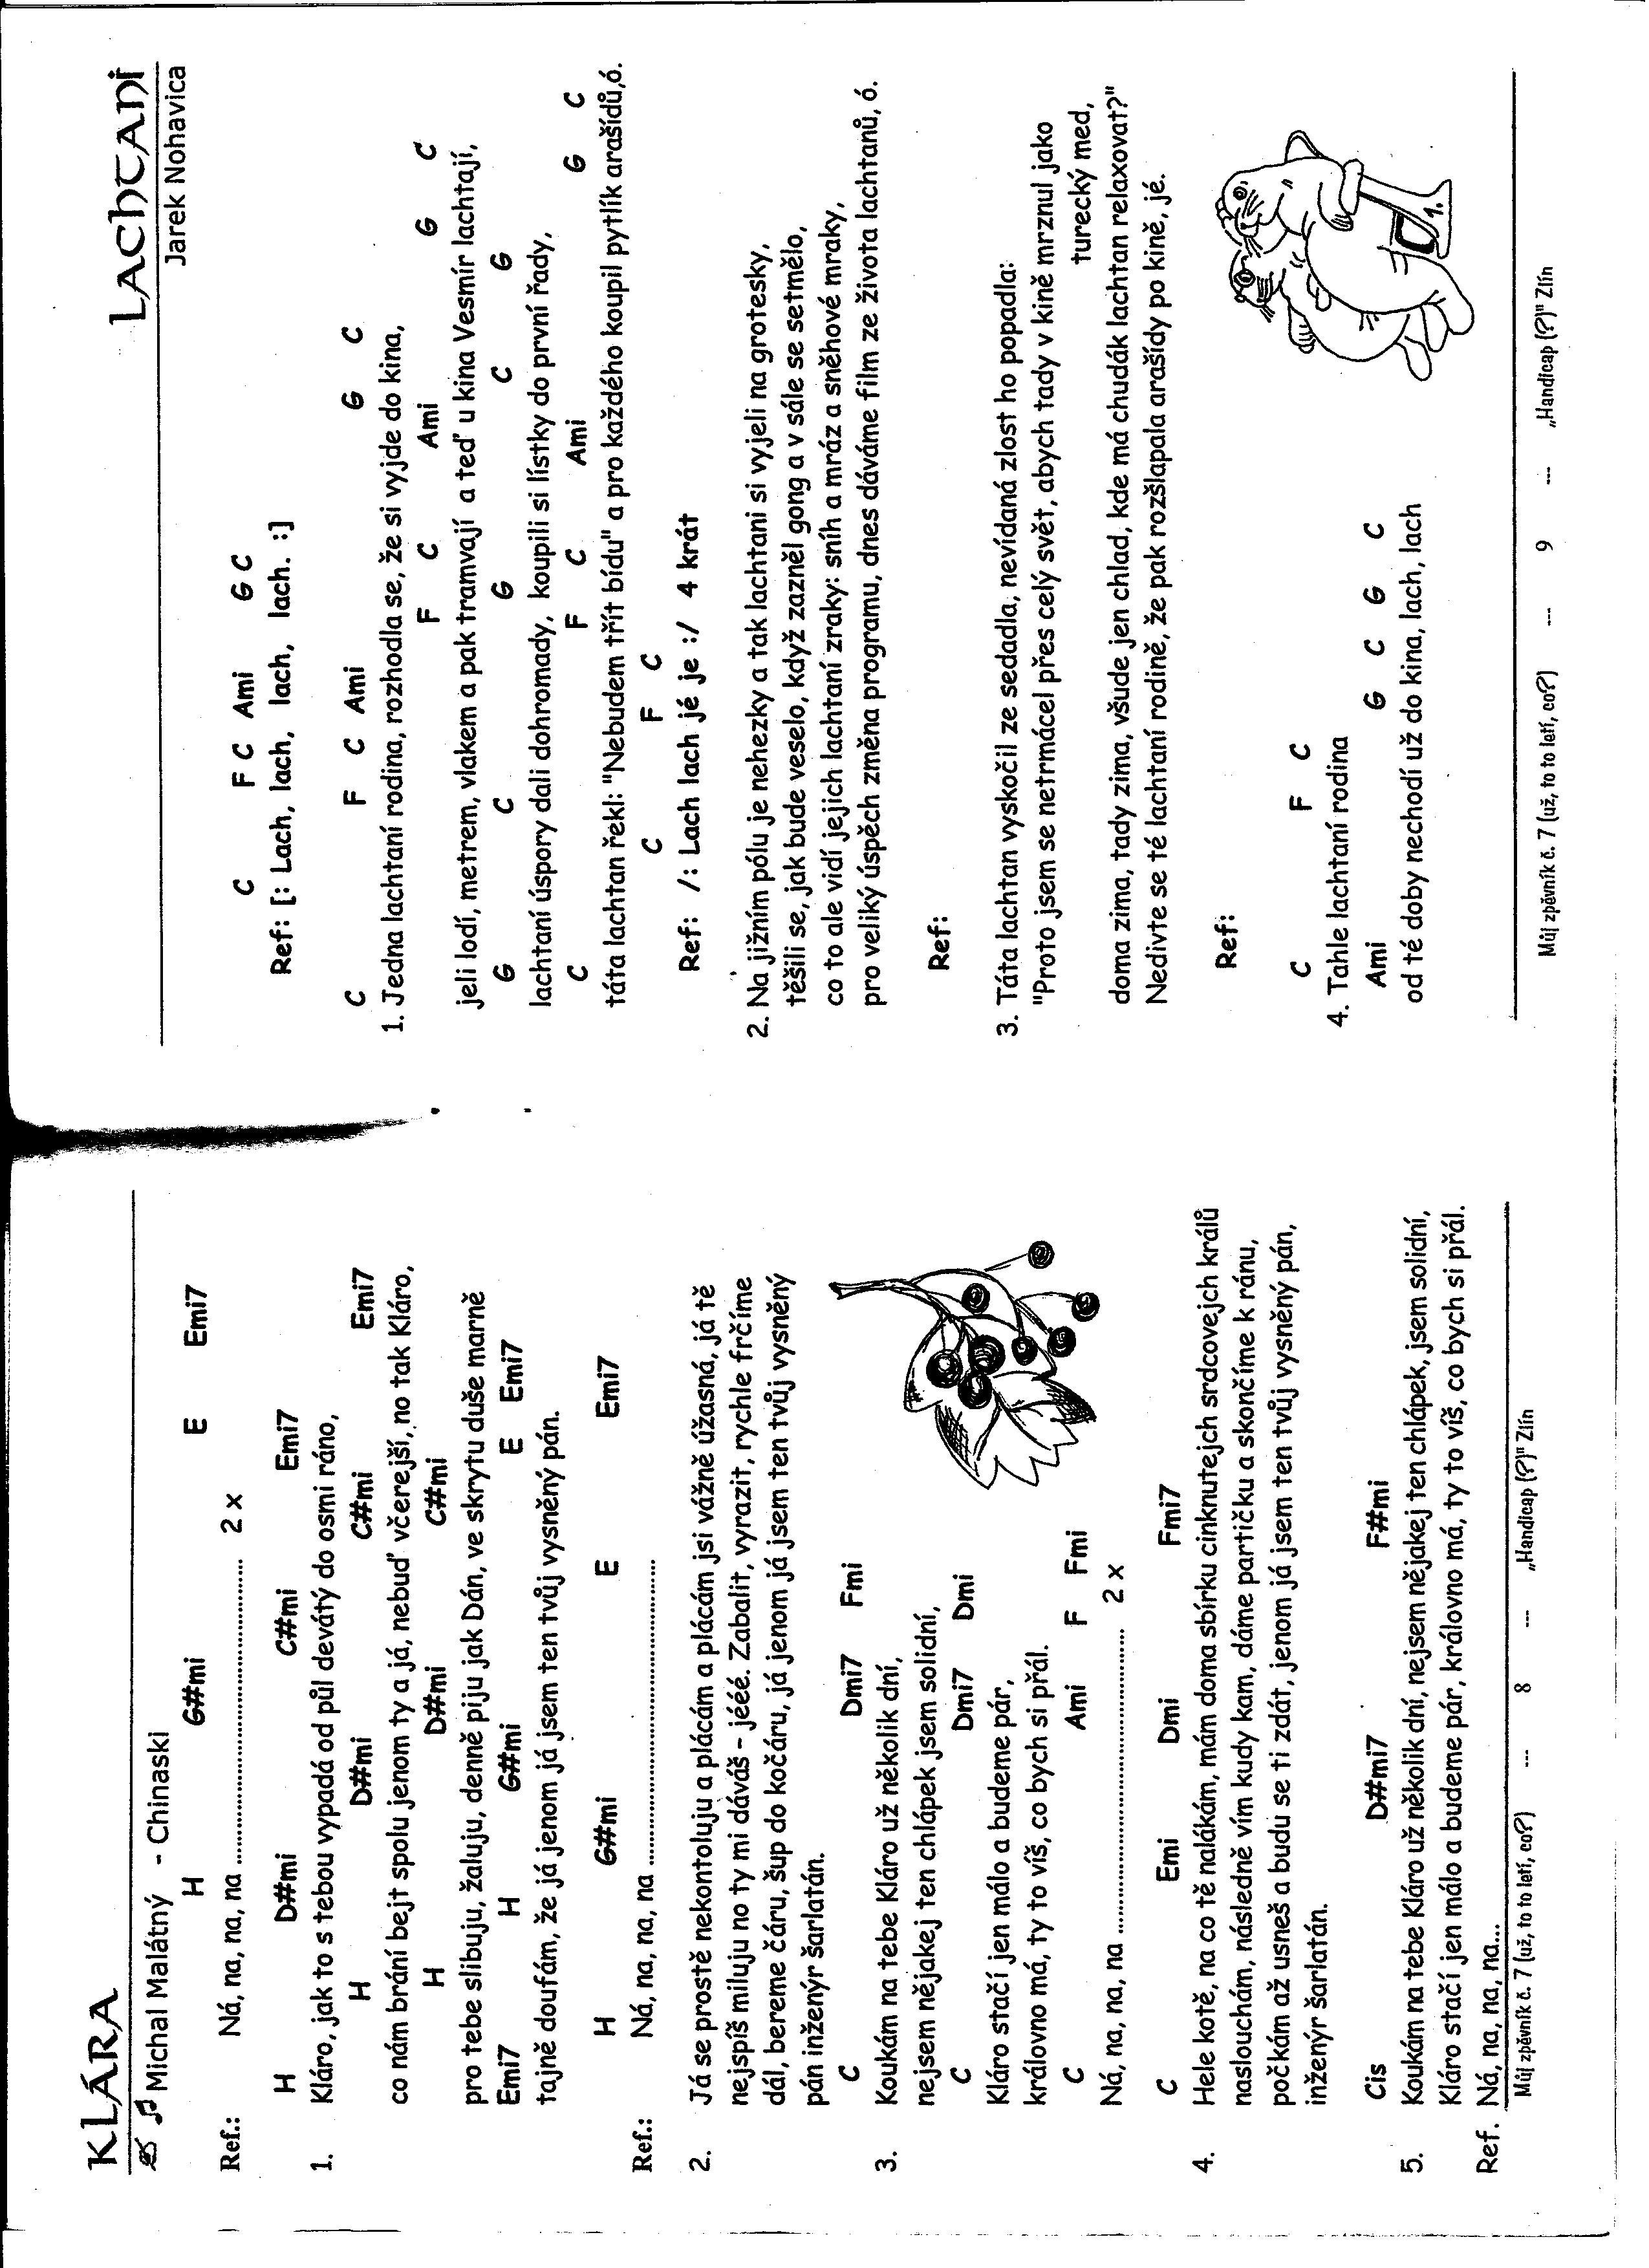 KLÁRA
Michal Malátný - Chinaski
H G#mi E Emi7
Ref.: Ná, na, na, na .......................................... 2 x
H D#mi C#mi Emi7
1. Kláro, jak to s tebou vypadá od půl devátý do osmi ráno,
H D#mi C#mi Emi7
co nám brání bejt spolu jenom ty a já, nebuď včerejší, no tak Kláro,
H D#mi C#mi
pro tebe slibuju, žaluju, denně piju jak Dán, ve skrytu duše marně
Emi7 H G#mi E Emi7
tajně doufám, že já jenom já jsem ten tvůj vysněný pán.
H G#mi E Emi7
Ref.: Ná, na, na, na ..........................................
2. Já se prostě nekontoluju a plácám a plácám jsi vážně úžasná, já tě
nejspíš miluju no ty mi dáváš – jééé. Zabalit, vyrazit, rychle frčíme
dál, bereme čáru, šup do kočáru, já jenom já jsem ten tvůj vysněný
pán inženýr šarlatán.
C Dmi7 Fmi
3. Koukám na tebe Kláro už několik dní,
nejsem nějakej ten chlápek jsem solidní,
C Dmi7 Dmi
Kláro stačí jen málo a budeme pár,
královno má, ty to víš, co bych si přál.
C Ami F Fmi
Ná, na, na, na .......................................... 2 x
C Emi Dmi Fmi7
4. Hele kotě, na co tě nalákám, mám doma sbírku cinknutejch srdcovejch králů
naslouchám, následně vím kudy kam, dáme partičku a skončíme k ránu,
počkám až usneš a budu se ti zdát, jenom já jsem ten tvůj vysněný pán,
inženýr šarlatán.
Cis D#mi7 F#mi
5. Koukám na tebe Kláro už několik dní, nejsem nějakej ten chlápek, jsem solidní,
Kláro stačí jen málo a budeme pár, královno má, ty to víš, co bych si přál.
Ref. Ná, na, na, na...
Můj zpěvník č. 7 (už, to to letí, co?) --- 8 --- „Handicap (?)" Zlín
LACHTANI
Jarek Nohavica
C F C Ami G C
Ref: [: Lach, lach, lach, lach, lach. :]
C F C Ami G C
1. Jedna lachtaní rodina, rozhodla se, že si vyjde do kina,
F C Ami G C
jeli lodí, metrem, vlakem a pak tramvají a teď u kina Vesmír lachtají,
G C G C G
lachtaní úspory dali dohromady, koupili si lístky do první řady,
C F C Ami G C
táta lachtan řekl: "Nebudem třít bídu" a pro každého koupil pytlík arašídů,ó.
C F C
Ref: /: Lach lach jé je :/ 4 krát
2. Na jižním pólu je nehezky a tak lachtani si vyjeli na grotesky,
těšili se, jak bude veselo, když zazněl gong a v sále se setmělo,
co to ale vidí jejich lachtaní zraky: sníh a mráz a sněhové mraky,
pro veliký úspěch změna programu, dnes dáváme film ze života lachtanů, ó.
Ref:
3. Táta lachtan vyskočil ze sedadla, nevídaná zlost ho popadla:
"Proto jsem se netrmácel přes celý svět, abych tady v kině mrznul jako
turecký med,
doma zima, tady zima, všude jen chlad, kde má chudák lachtan relaxovat?"
Nedivte se té lachtaní rodině, že pak rozšlapala arašídy po kině, jé.
Ref:
1.
C F C
4. Tahle lachtaní rodina
Ami G C G C
od té doby nechodí už do kina, lach, lach
Můj zpěvník č. 7 (už, to to letí, co?) --- 9 --- „Handicap (?)" Zlín